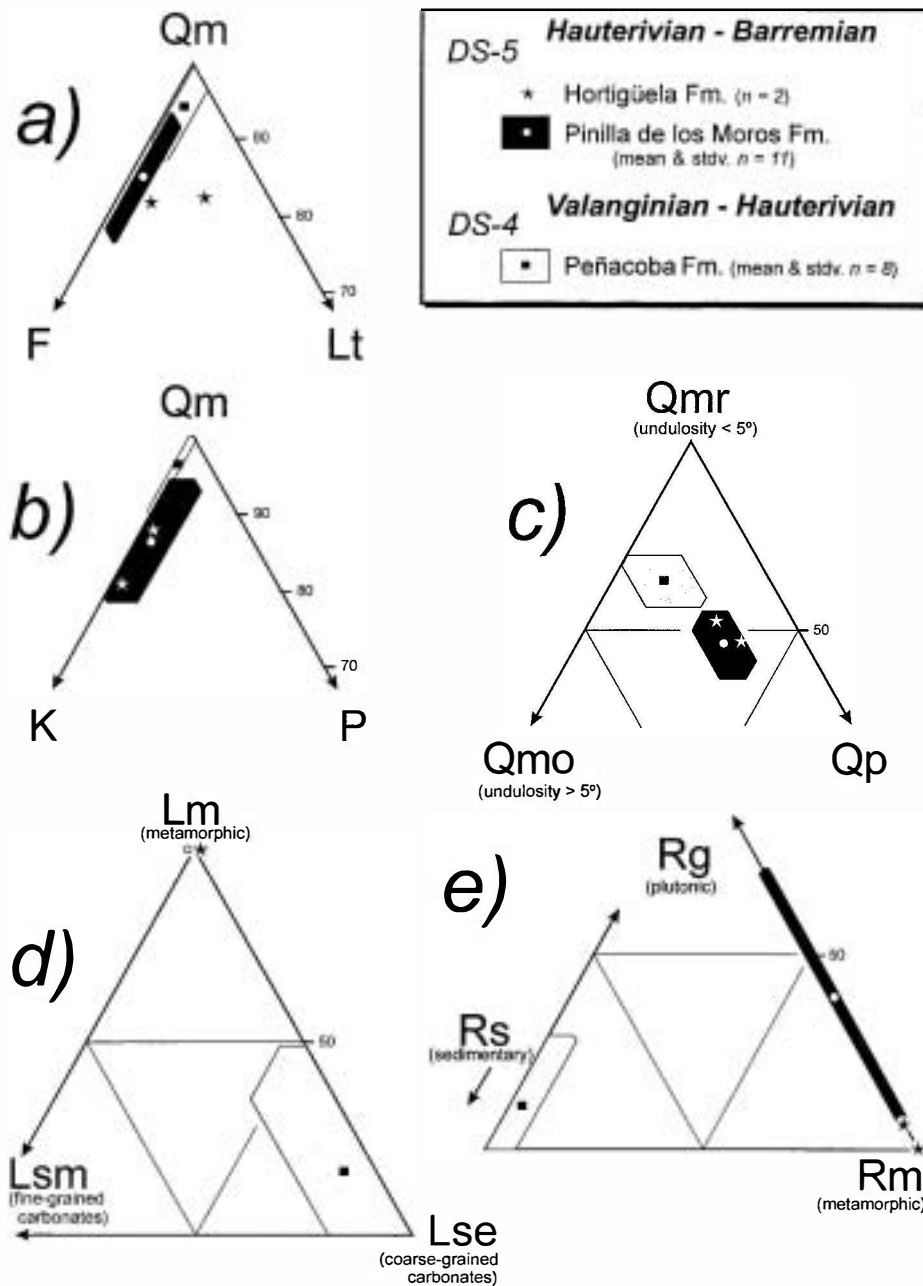 a)
Qm
80
80
70
F
Lt
Hauterivian - Barremian
DS-5
Hortigüela Fm. (n = 2)
Pinilla de los Moros Fm.
(mean & stdv. n = 11)
Valanginian - Hauterivian
DS-4
Peñacoba Fm. (mean & stdv. n = 8)
b)
Qm
90
80
70
K
P
c)
Qmr
(undulosity < 5º)
50
Qmo
(undulosity > 5º)
Qp
d)
Lm
(metamorphic)
50
Lsm
(fine-grained
carbonates)
Lse
(coarse-grained
carbonates)
e)
Rg
(plutonic)
50
Rs
(sedimentary)
Rm
(metamorphic)